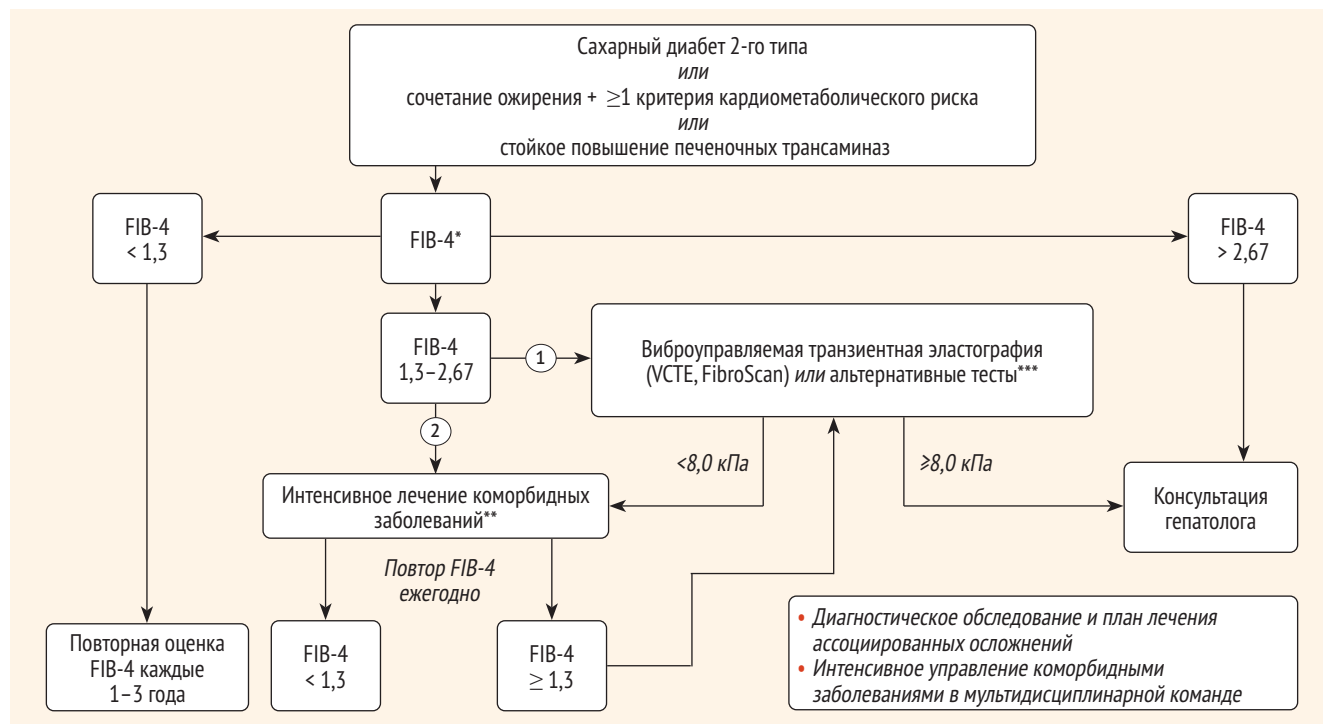 Сахарный диабет 2-го типа
или
сочетание ожирения + ≥1 критерия кардиометаболического риска
или
стойкое повышение печеночных трансаминаз
FIB-4
< 1,3
FIB-4*
FIB-4
> 2,67
FIB-4
1,3–2,67
1
Виброуправляемая транзиентная эластография
(VCTE, FibroScan) или альтернативные тесты***
2
<8,0 кПа
≥8,0 кПа
Интенсивное лечение коморбидных
заболеваний**
Консультация
гепатолога
Повтор FIB-4
ежегодно
Повторная оценка
FIB-4 каждые
1–3 года
FIB-4
< 1,3
FIB-4
≥ 1,3
• Диагностическое обследование и план лечения
ассоциированных осложнений
• Интенсивное управление коморбидными
заболеваниями в мультидисциплинарной команде